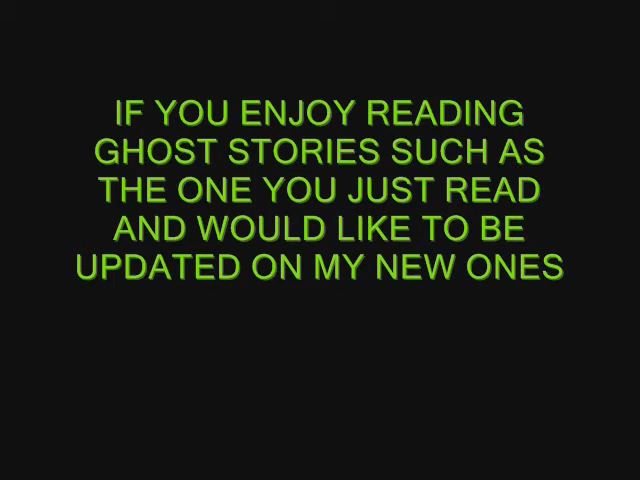 IF YOU ENJOY READING
GHOST STORIES SUCH AS
THE ONE YOU JUST READ
AND WOULD LIKE TO BE
UPDATED ON MY NEW ONES